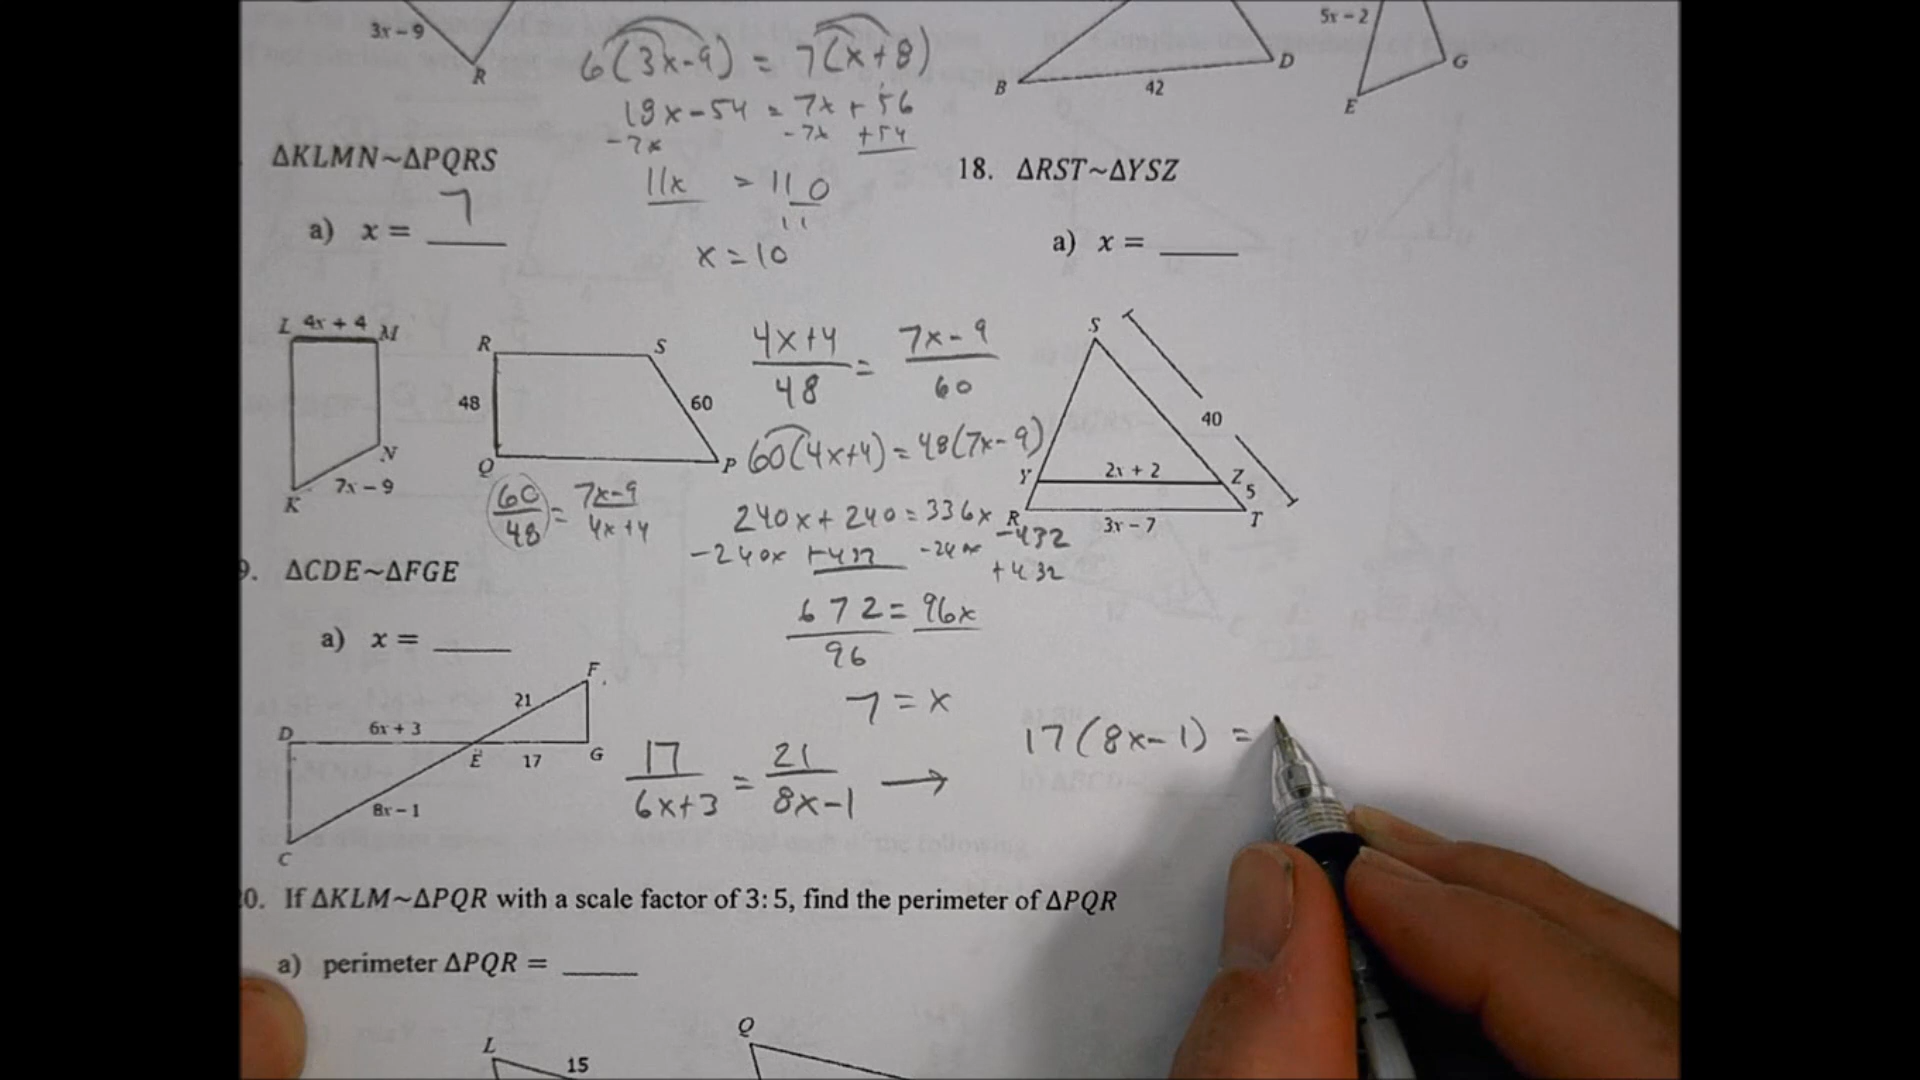 3x − 9
R
6(3x-9) = 7(x+8)
18x-54 = 7x+56
-7x -7x +54
11x = 110
11
x = 10
B
42
D
5x − 2
G
E
ΔKLMN~ΔPQRS
a) x = 7
L 4x + 4 M
N
7x − 9
K
R
S
48
60
Q
P
60/48 = 7x-9/4x+4
4x+4/48 = 7x-9/60
60(4x+4) = 48(7x-9)
240x+240 = 336x -432
-240x +432 -240x +432
672 = 96x
96
7 = x
18. ΔRST~ΔYSZ
a) x = ____
S
40
Y
2x + 2
Z
5
R
3x − 7
T
9. ΔCDE~ΔFGE
a) x = ____
F
21
D
6x + 3
E
17
G
8x − 1
C
17/6x+3 = 21/8x-1 →
17(8x-1) =
0. If ΔKLM~ΔPQR with a scale factor of 3: 5, find the perimeter of ΔPQR
a) perimeter ΔPQR = ____
L
15
Q